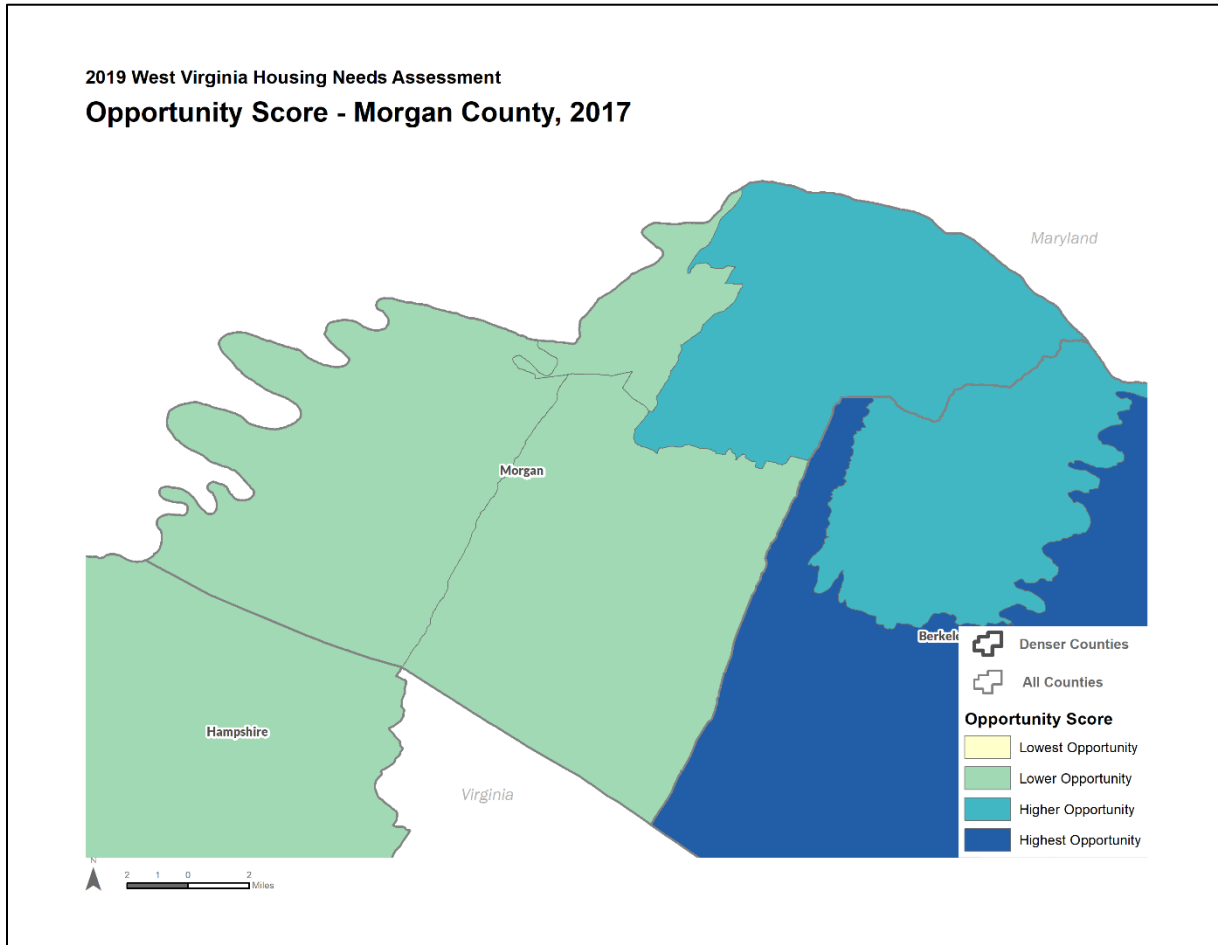 2019 West Virginia Housing Needs Assessment
Opportunity Score - Morgan County, 2017
Maryland
Morgan
Berkele
Hampshire
Virginia
Denser Counties
All Counties
Opportunity Score
Lowest Opportunity
Lower Opportunity
Higher Opportunity
Highest Opportunity
N
2 1 0 2
Miles